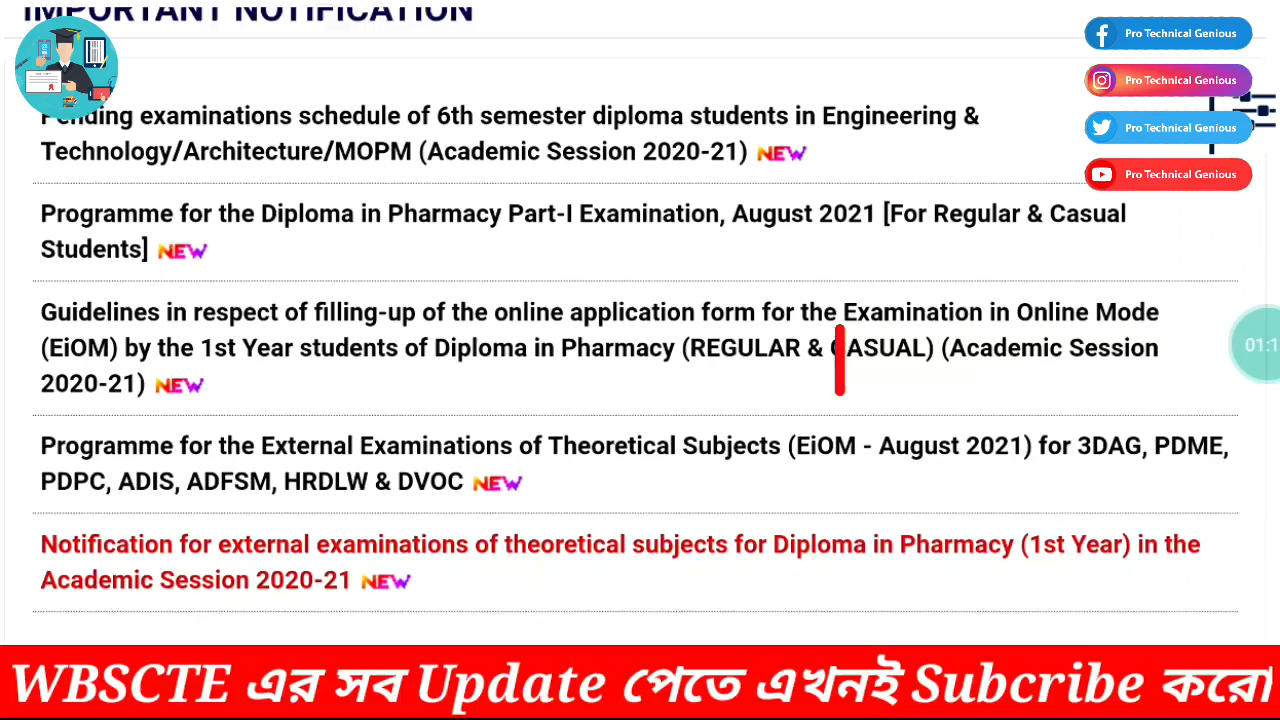 IMPORTANT NOTIFICATION
Pro Technical Genious
Pro Technical Genious
Pro Technical Genious
Pro Technical Genious
Pending examinations schedule of 6th semester diploma students in Engineering &
Technology/Architecture/MOPM (Academic Session 2020-21) NEW
Programme for the Diploma in Pharmacy Part-I Examination, August 2021 [For Regular & Casual
Students] NEW
Guidelines in respect of filling-up of the online application form for the Examination in Online Mode
(EiOM) by the 1st Year students of Diploma in Pharmacy (REGULAR & CASUAL) (Academic Session
2020-21) NEW
01:1
Programme for the External Examinations of Theoretical Subjects (EiOM - August 2021) for 3DAG, PDME,
PDPC, ADIS, ADFSM, HRDLW & DVOC NEW
Notification for external examinations of theoretical subjects for Diploma in Pharmacy (1st Year) in the
Academic Session 2020-21 NEW
WBSCTE এর সব Update পেতে এখনই Subcribe করো